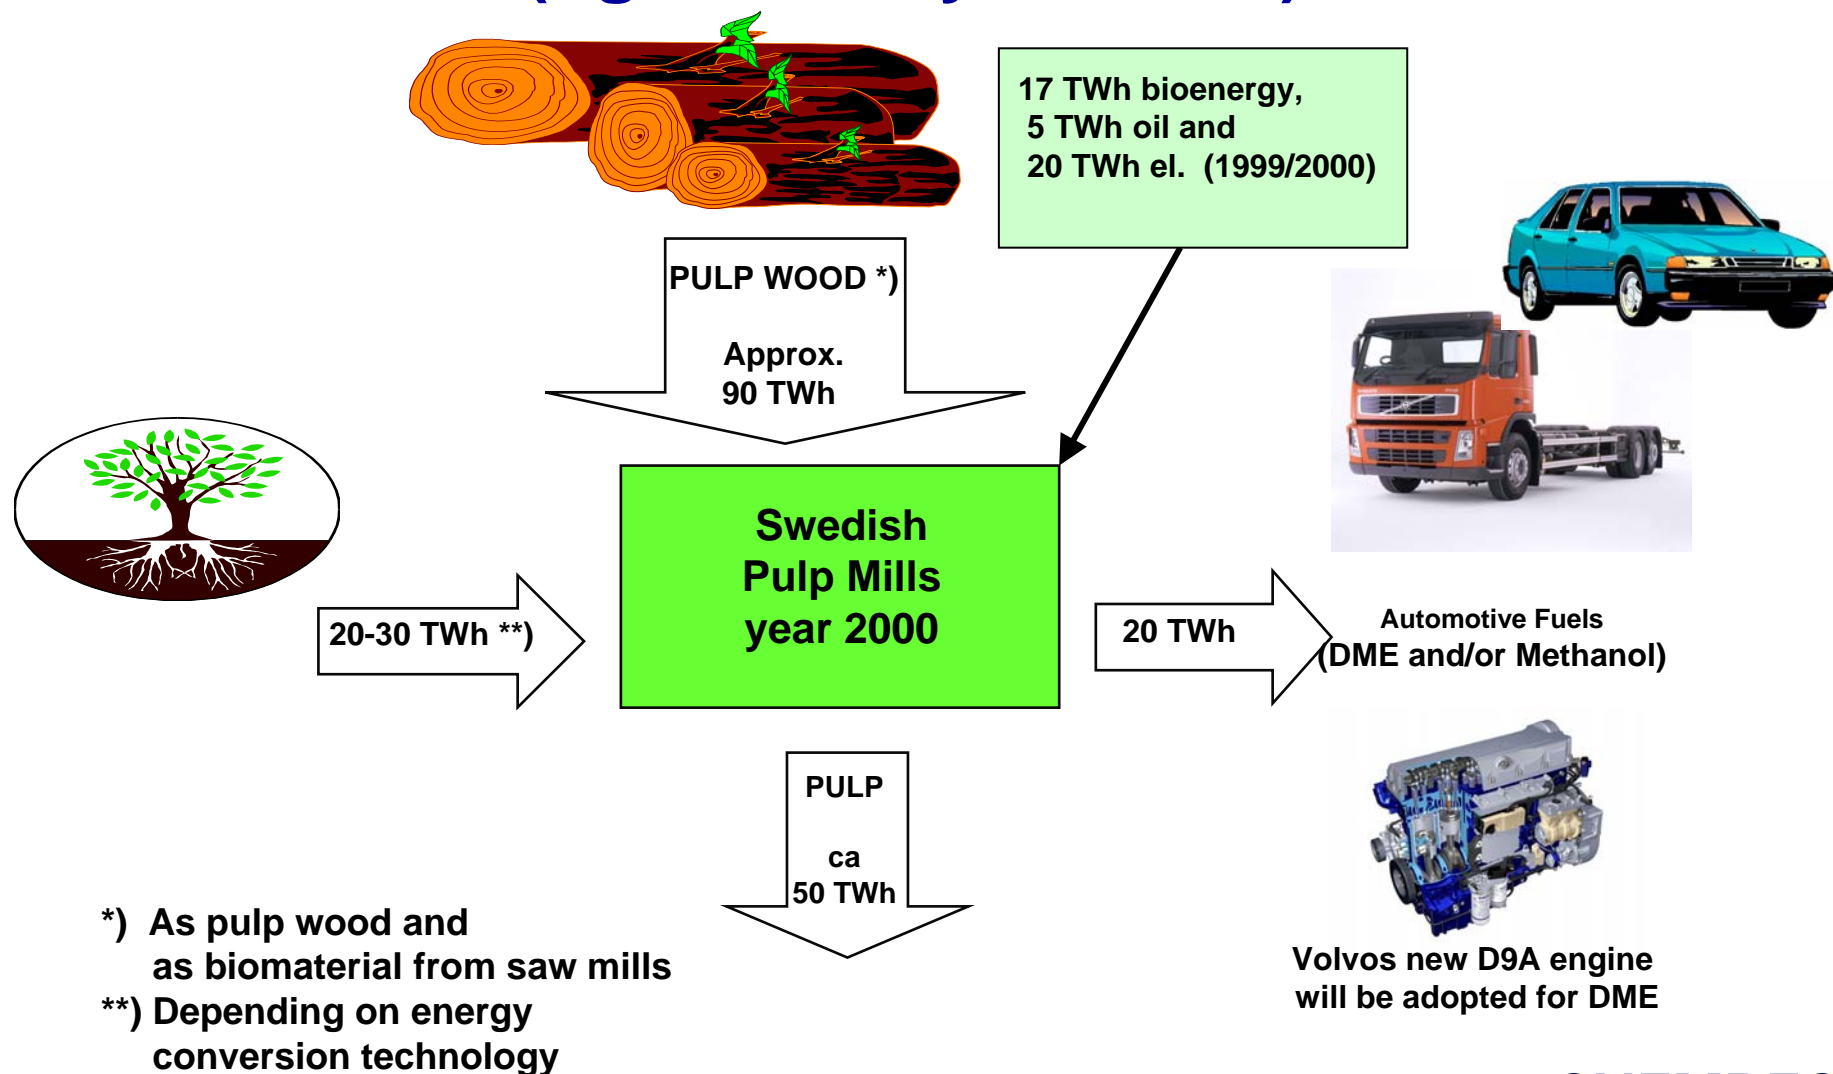 17 TWh bioenergy,
5 TWh oil and
20 TWh el. (1999/2000)
PULP WOOD *)
Approx.
90 TWh
Swedish
Pulp Mills
year 2000
20-30 TWh **)
20 TWh
Automotive Fuels
(DME and/or Methanol)
PULP
ca
50 TWh
Volvos new D9A engine
will be adopted for DME
*) As pulp wood and
as biomaterial from saw mills
**) Depending on energy
conversion technology